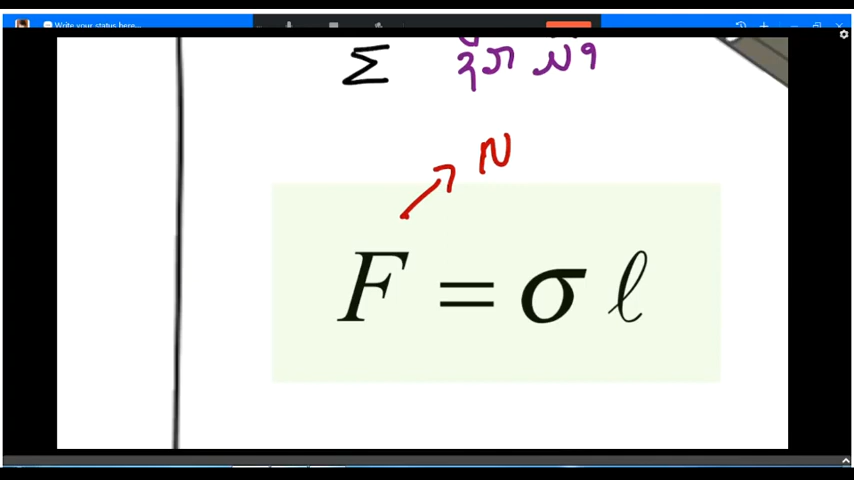 Write your status here...
Σ
N
F = σ ℓ